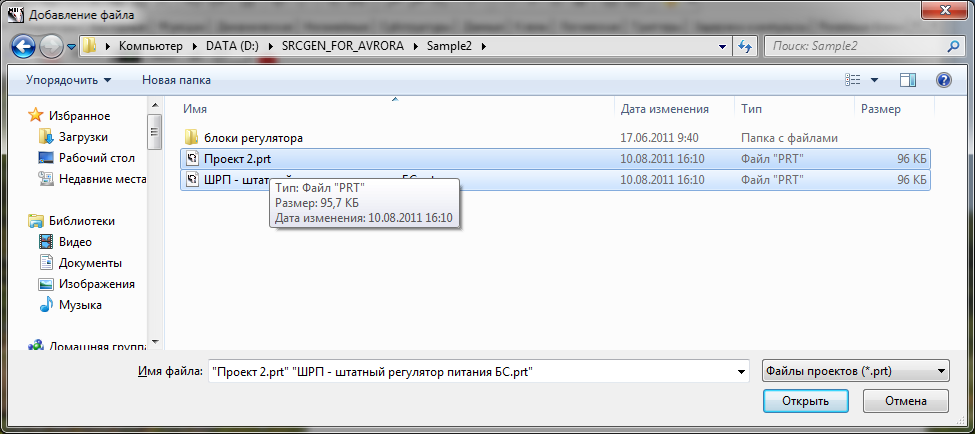 Добавление файла
Компьютер DATA (D:) SRCGEN_FOR_AVRORA Sample2
Поиск: Sample2
Упорядочить Новая папка
Имя Дата изменения Тип Размер
Избранное
Загрузки
Рабочий стол
Недавние места
Библиотеки
Видео
Документы
Изображения
Музыка
Домашняя группа
блоки регулятора 17.06.2011 9:40 Папка с файлами
Проект 2.prt 10.08.2011 16:10 Файл "PRT" 96 КБ
ШРП - штатный БС 10.08.2011 16:10 Файл "PRT" 96 КБ
Тип: Файл "PRT"
Размер: 95,7 КБ
Дата изменения: 10.08.2011 16:10
Имя файла: "Проект 2.prt" "ШРП - штатный регулятор питания БС.prt"
Файлы проектов (*.prt)
Открыть Отмена